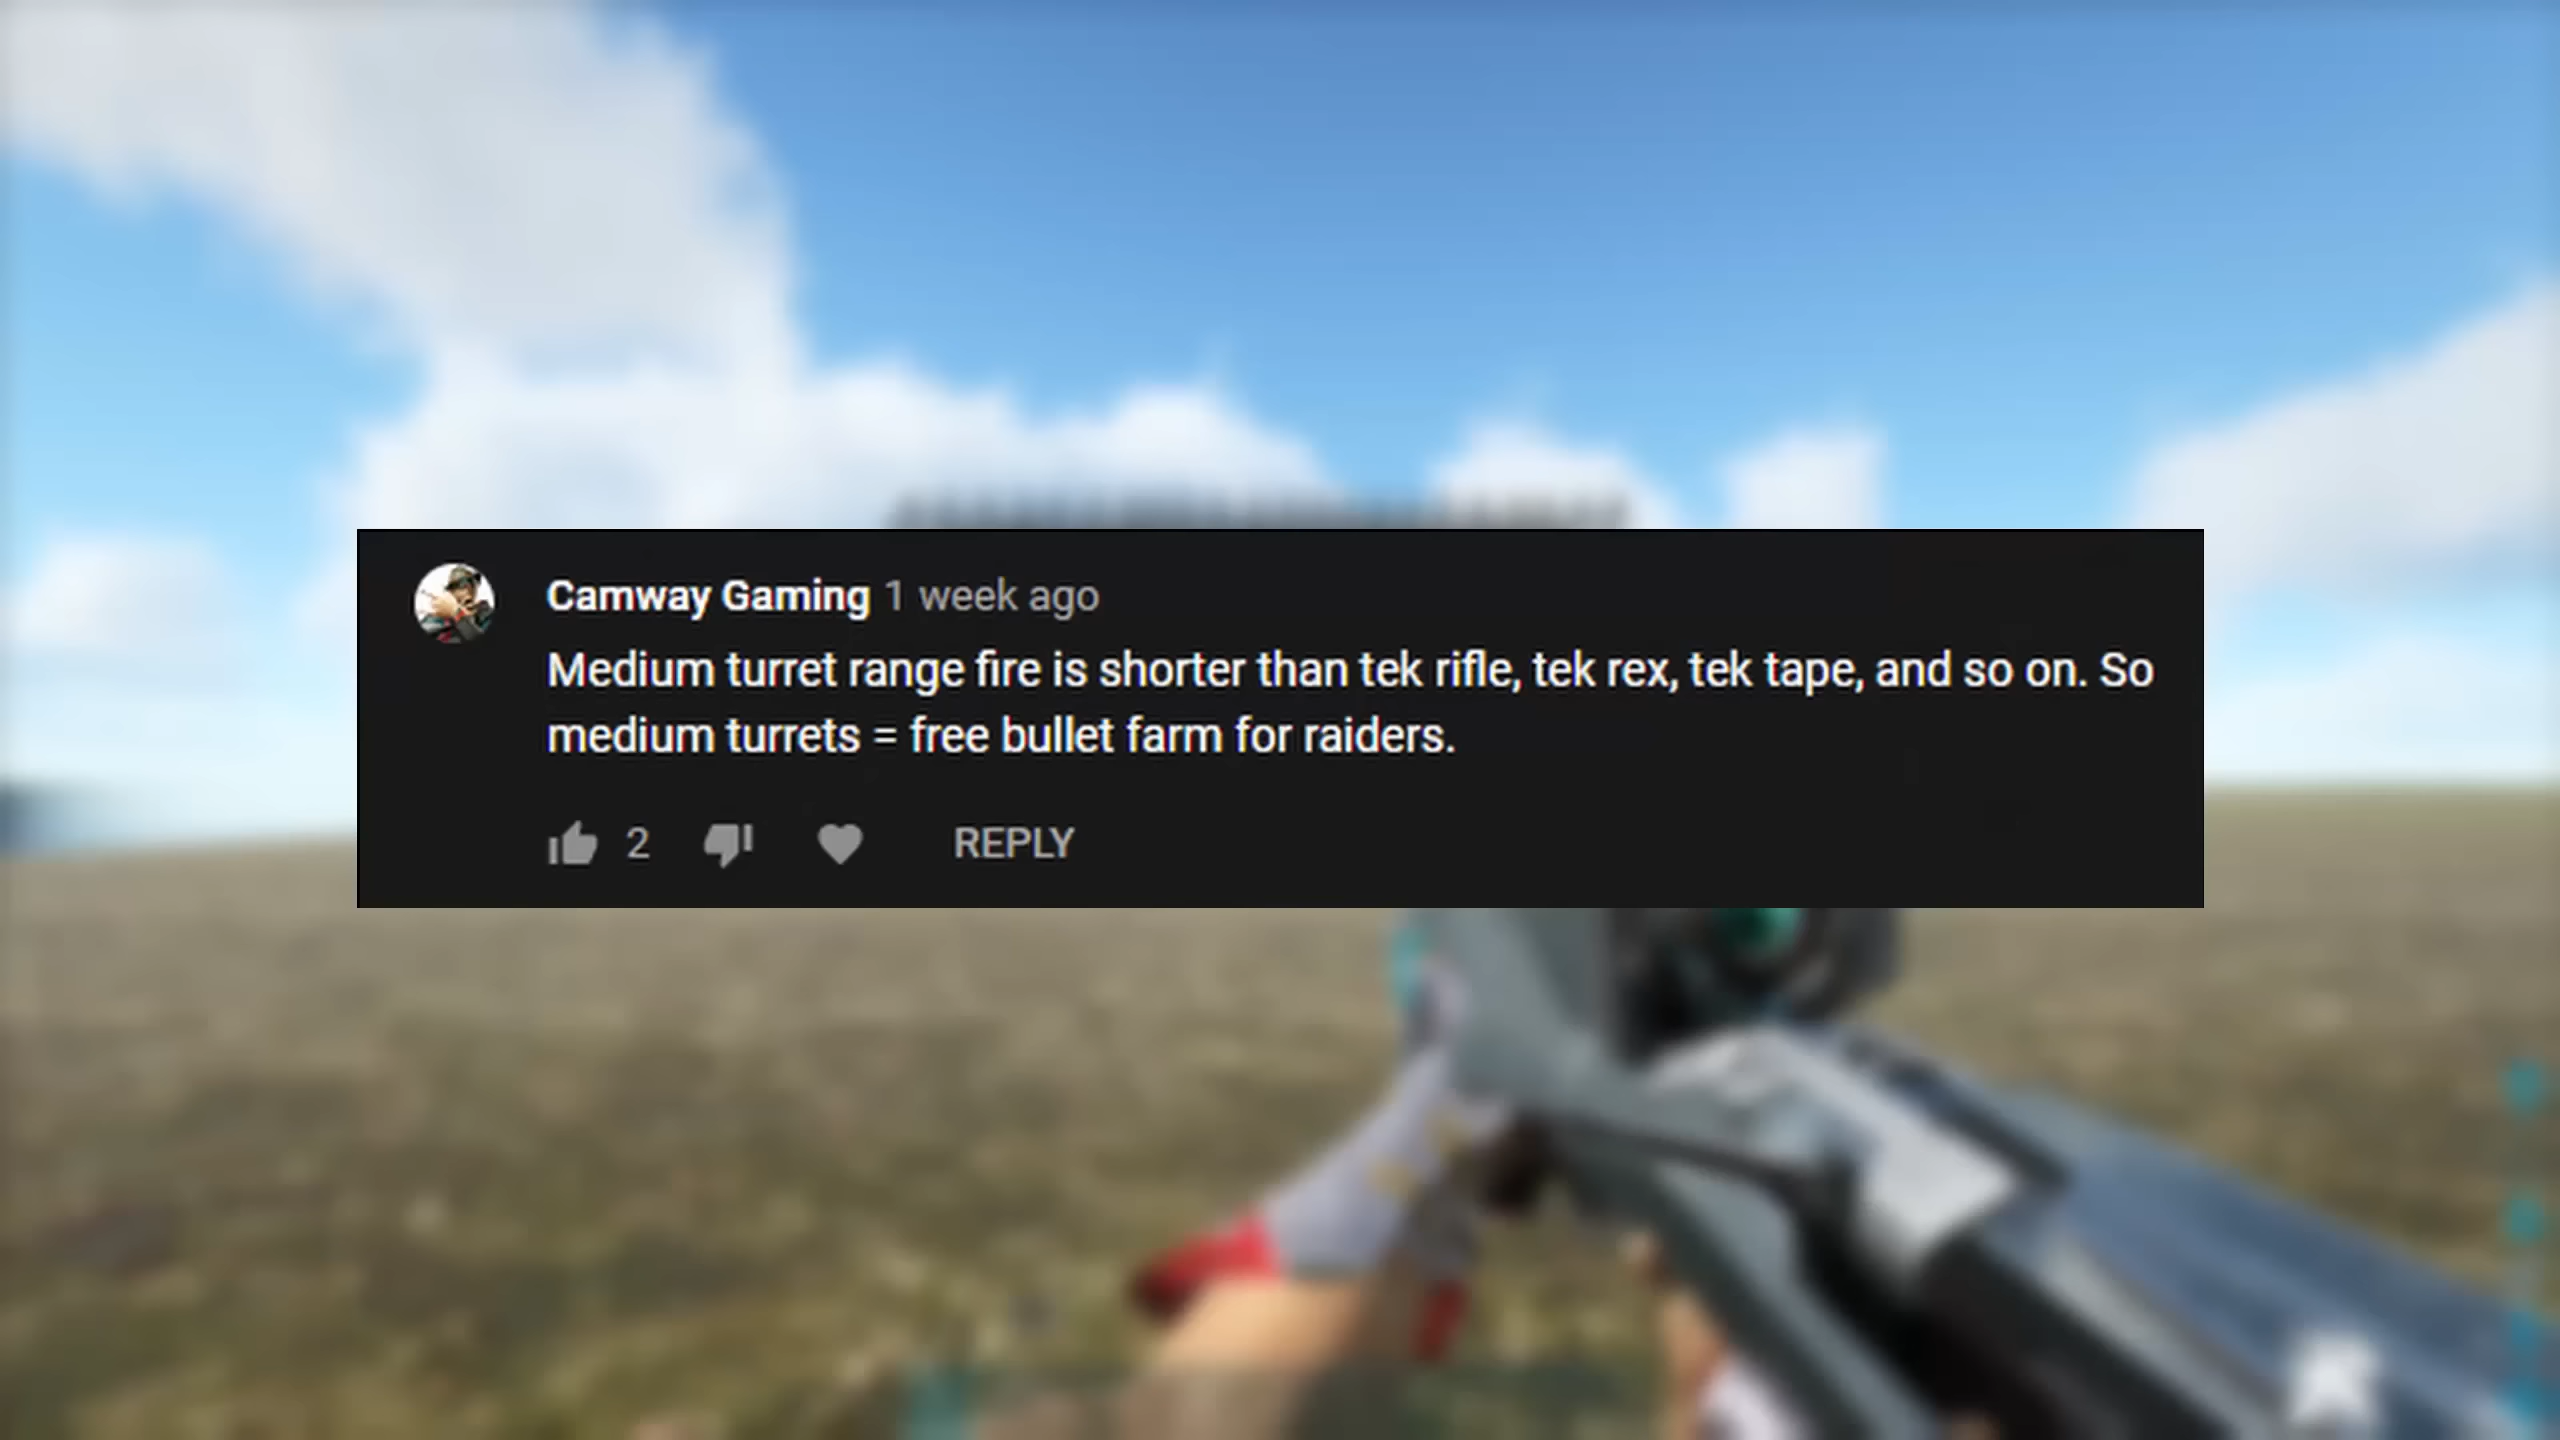 Camway Gaming 1 week ago
Medium turret range fire is shorter than tek rifle, tek rex, tek tape, and so on. So
medium turrets = free bullet farm for raiders.
2 REPLY